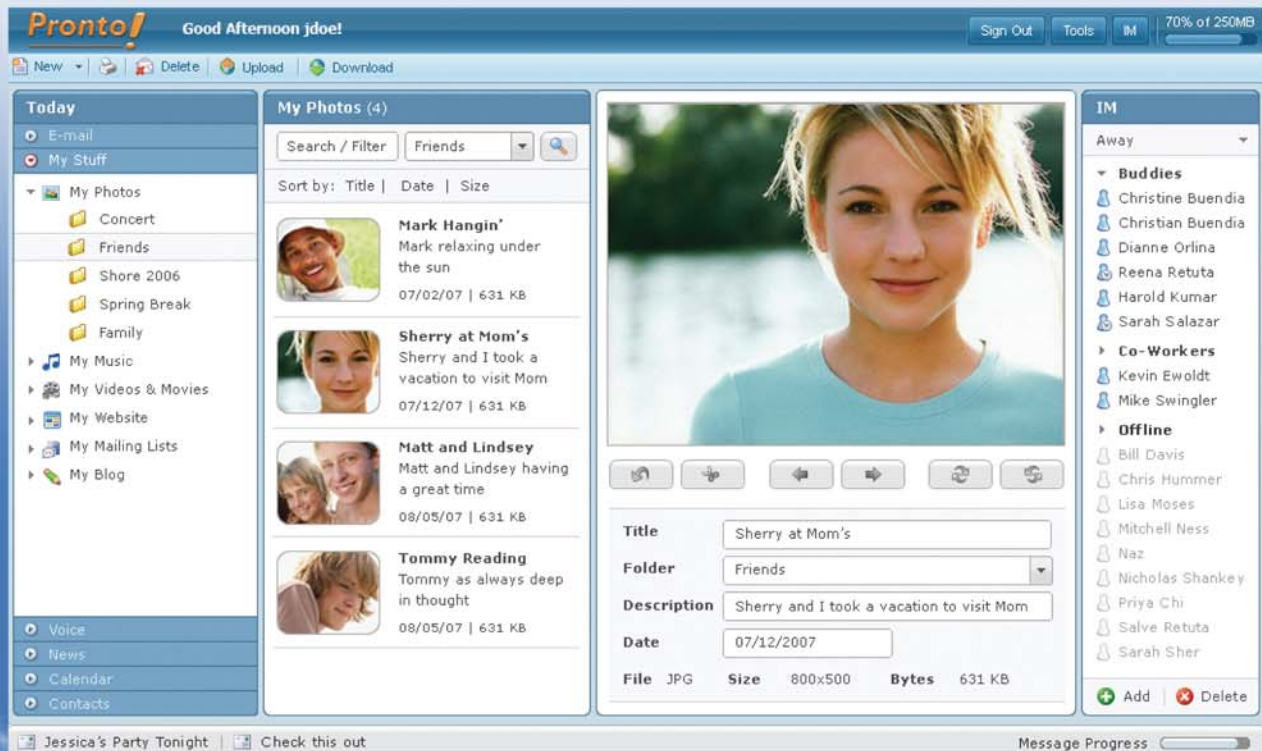 Pronto!
Good Afternoon jdoe!
Sign Out
Tools
IM
70% of 250MB
New
Delete
Upload
Download
Today
E-mail
My Stuff
My Photos
Concert
Friends
Shore 2006
Spring Break
Family
My Music
My Videos & Movies
My Website
My Mailing Lists
My Blog
Voice
News
Calendar
Contacts
My Photos (4)
Search / Filter
Friends
Sort by: Title | Date | Size
Mark Hangin’
Mark relaxing under
the sun
07/02/07 | 631 KB
Sherry at Mom’s
Sherry and I took a
vacation to visit Mom
07/12/07 | 631 KB
Matt and Lindsey
Matt and Lindsey having
a great time
08/05/07 | 631 KB
Tommy Reading
Tommy as always deep
in thought
08/05/07 | 631 KB
Title
Sherry at Mom’s
Folder
Friends
Description
Sherry and I took a vacation to visit Mom
Date
07/12/2007
File JPG Size 800x500 Bytes 631 KB
IM
Away
Buddies
Christine Buendia
Christian Buendia
Dianne Orlina
Reena Retuta
Harold Kumar
Sarah Salazar
Co-Workers
Kevin Ewoldt
Mike Swingler
Offline
Bill Davis
Chris Hummer
Lisa Moses
Mitchell Ness
Naz
Nicholas Shankey
Priya Chi
Salve Retuta
Sarah Sher
Add
Delete
Jessica’s Party Tonight
Check this out
Message Progress